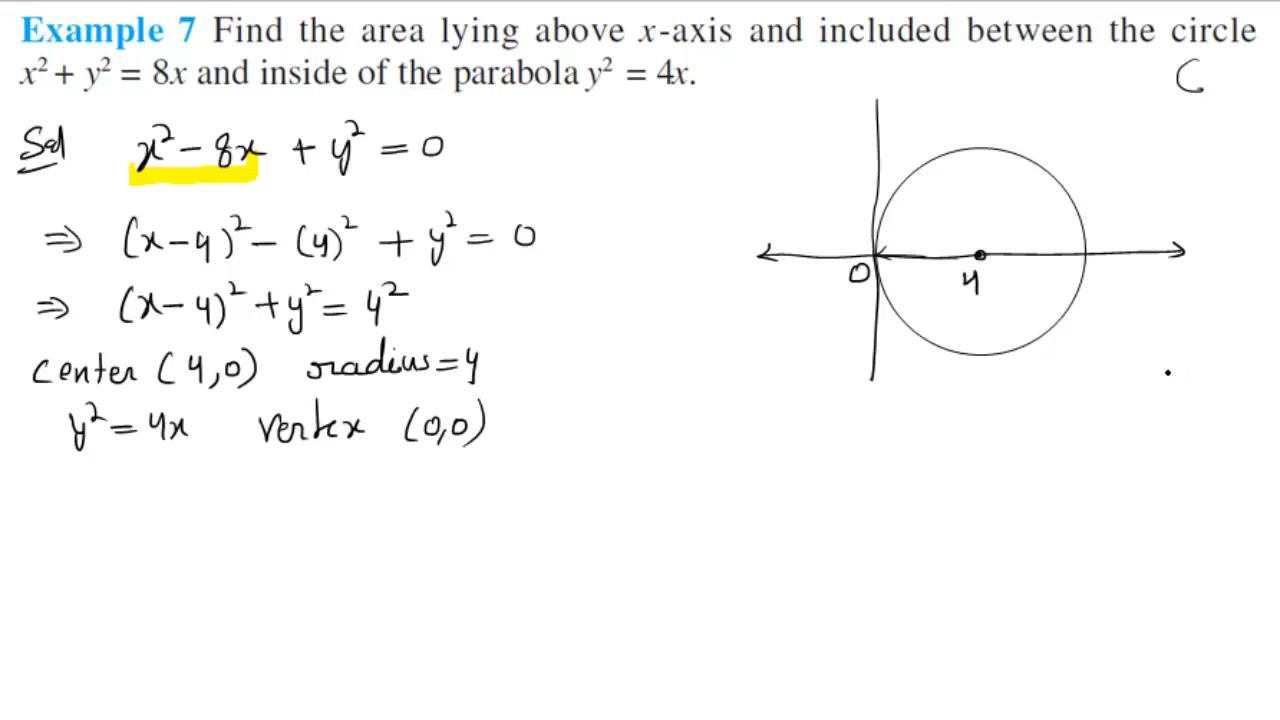 Example 7 Find the area lying above x-axis and included between the circle
x² + y² = 8x and inside of the parabola y² = 4x.
C
Sol x² - 8x + y² = 0
⇒ (x-4)² - (4)² + y² = 0
⇒ (x-4)² + y² = 4²
center (4,0) radius = 4
y² = 4x vertex (0,0)
0 4